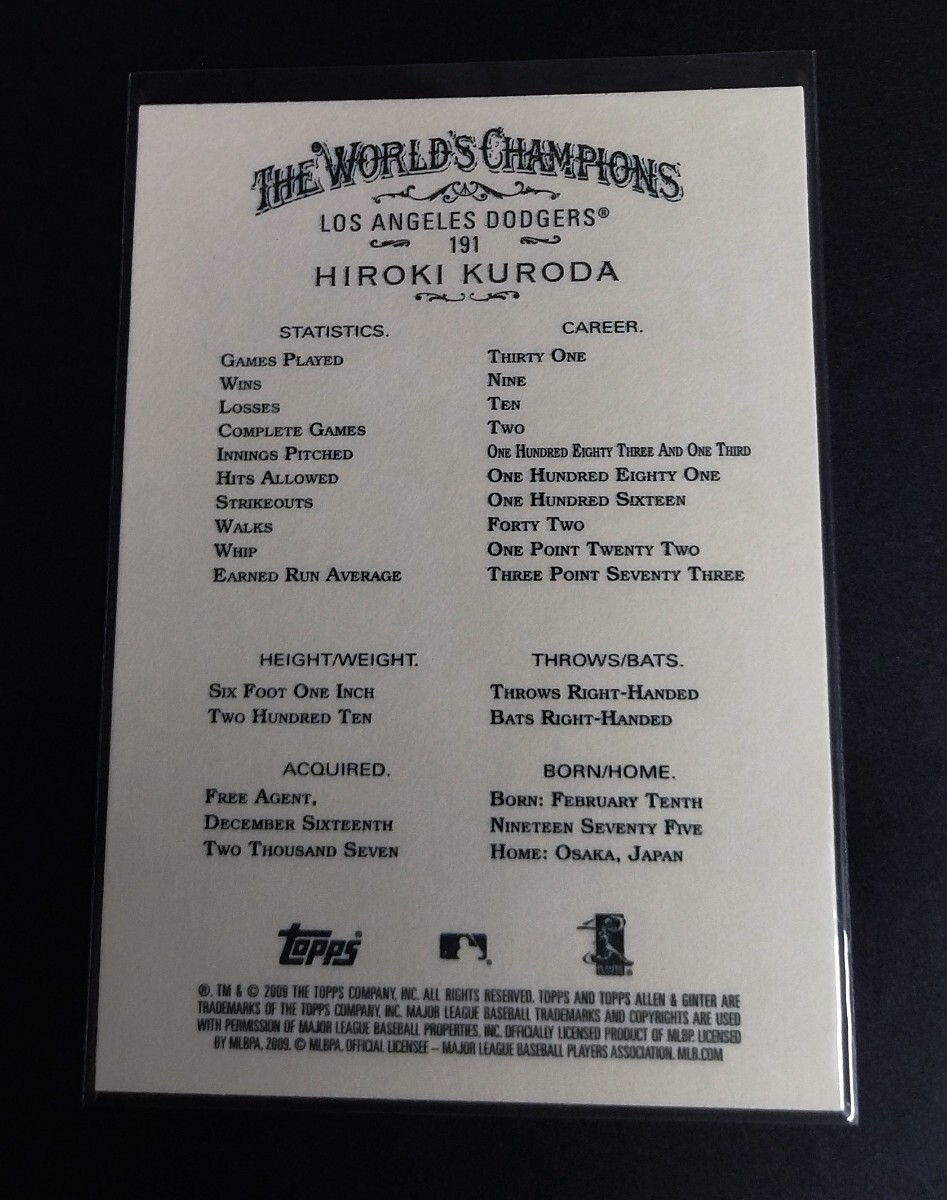 THE WORLD'S CHAMPIONS
LOS ANGELES DODGERS®
191
HIROKI KURODA
STATISTICS. CAREER.
GAMES PLAYED THIRTY ONE
WINS NINE
LOSSES TEN
COMPLETE GAMES TWO
INNINGS PITCHED ONE HUNDRED EIGHTY THREE AND ONE THIRD
HITS ALLOWED ONE HUNDRED EIGHTY ONE
STRIKEOUTS ONE HUNDRED SIXTEEN
WALKS FORTY TWO
WHIP ONE POINT TWENTY TWO
EARNED RUN AVERAGE THREE POINT SEVENTY THREE
HEIGHT/WEIGHT. THROWS/BATS.
SIX FOOT ONE INCH THROWS RIGHT-HANDED
TWO HUNDRED TEN BATS RIGHT-HANDED
ACQUIRED. BORN/HOME.
FREE AGENT, BORN: FEBRUARY TENTH
DECEMBER SIXTEENTH NINETEEN SEVENTY FIVE
TWO THOUSAND SEVEN HOME: OSAKA, JAPAN
topps
®, TM & © 2009 THE TOPPS COMPANY, INC. ALL RIGHTS RESERVED. TOPPS AND TOPPS ALLEN & GINTER ARE
TRADEMARKS OF THE TOPPS COMPANY, INC. MAJOR LEAGUE BASEBALL TRADEMARKS AND COPYRIGHTS ARE USED
WITH PERMISSION OF MAJOR LEAGUE BASEBALL PROPERTIES, INC. OFFICIALLY LICENSED PRODUCT OF MLBP. LICENSED
BY MLBPA. 2009. © MLBPA. OFFICIAL LICENSEE – MAJOR LEAGUE BASEBALL PLAYERS ASSOCIATION. MLB.COM